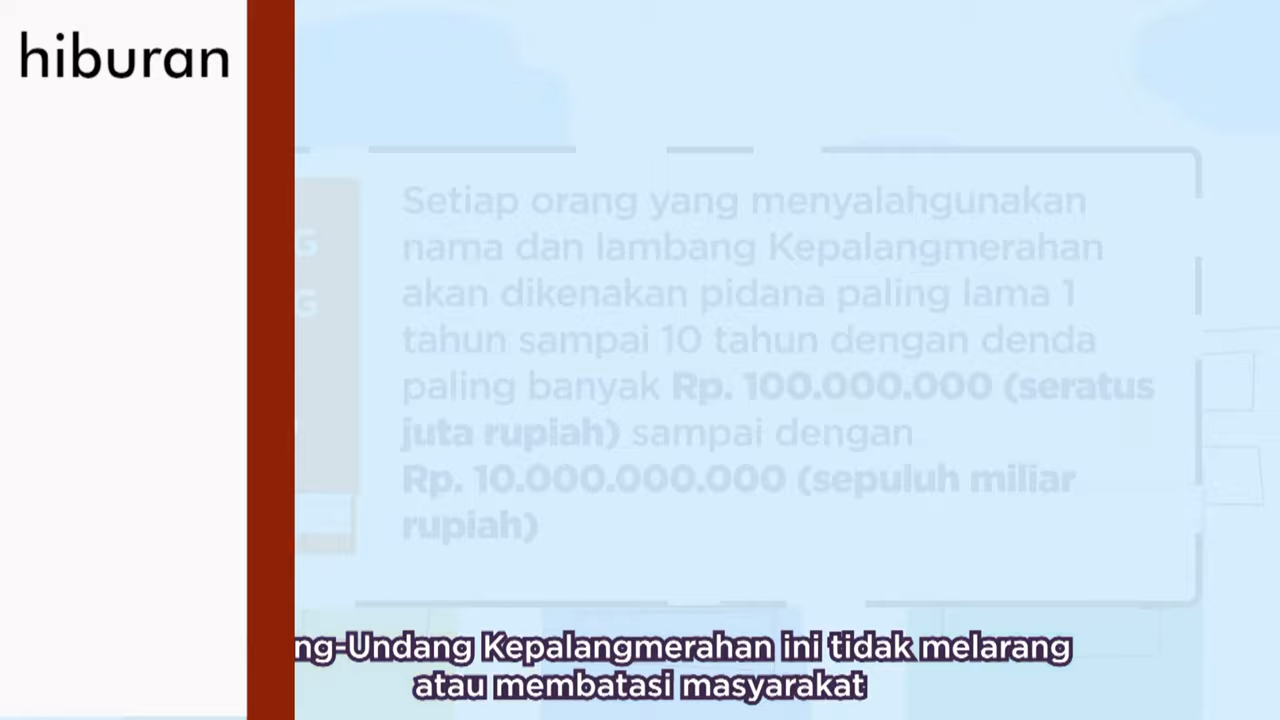 hiburan
Setiap orang yang menyalahgunakan
nama dan lambang Kepalangmerahan
akan dikenakan pidana paling lama 1
tahun sampai 10 tahun dengan denda
paling banyak Rp. 100.000.000 (seratus
juta rupiah) sampai dengan
Rp. 10.000.000.000 (sepuluh miliar
rupiah)
ng-Undang Kepalangmerahan ini tidak melarang
atau membatasi masyarakat